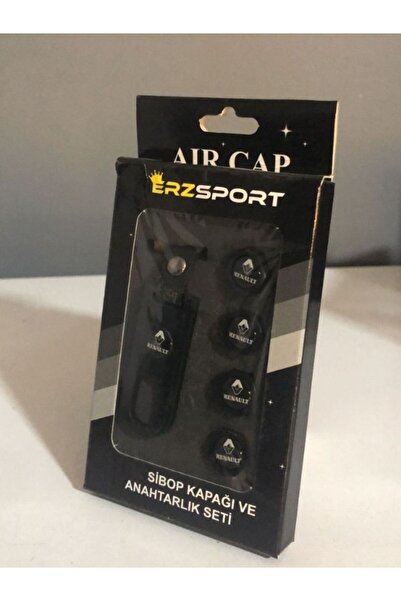 AIR CAP
ERZSPORT
RENAULT
RENAULT
RENAULT
RENAULT
RENAULT
SİBOP KAPAĞI VE
ANAHTARLIK SETİ